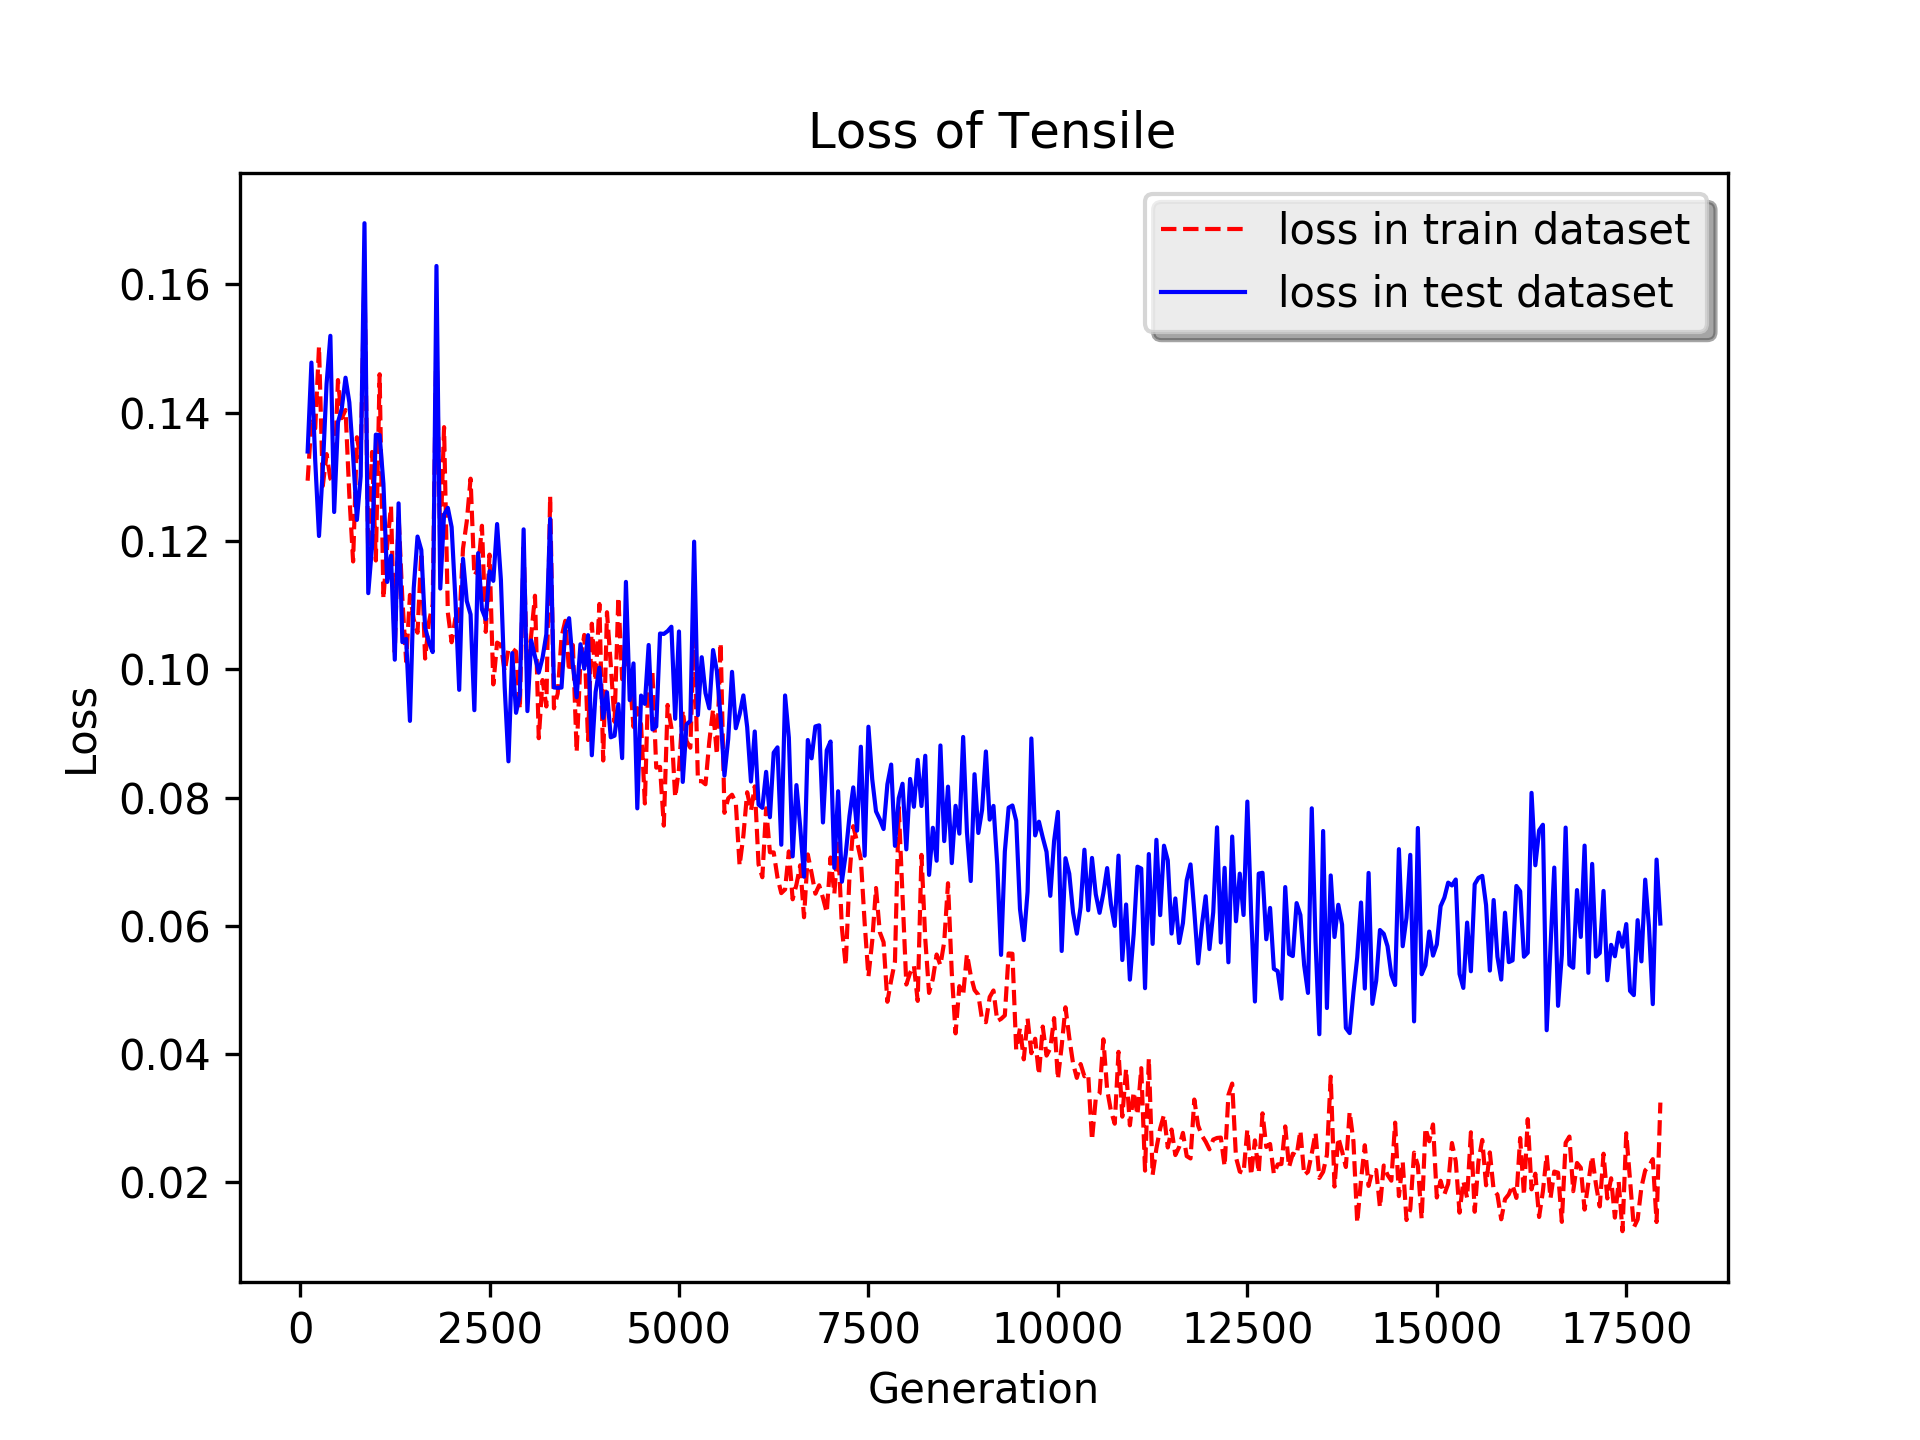 Loss of Tensile
loss in train dataset
loss in test dataset
0.16
0.14
0.12
0.10
0.08
0.06
0.04
0.02
Loss
0 2500 5000 7500 10000 12500 15000 17500
Generation